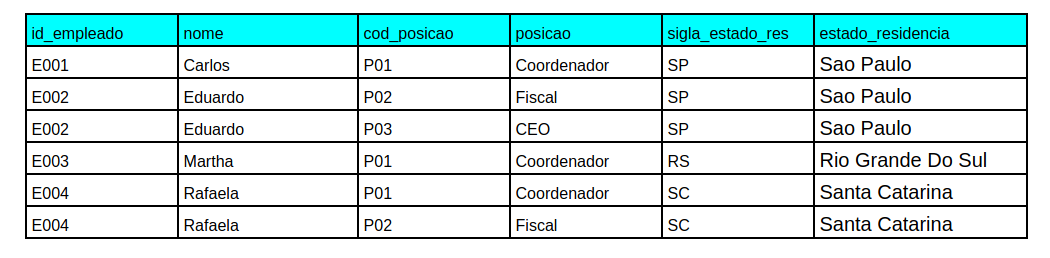 id_empleado nome cod_posicao posicao sigla_estado_res estado_residencia
E001 Carlos P01 Coordenador SP Sao Paulo
E002 Eduardo P02 Fiscal SP Sao Paulo
E002 Eduardo P03 CEO SP Sao Paulo
E003 Martha P01 Coordenador RS Rio Grande Do Sul
E004 Rafaela P01 Coordenador SC Santa Catarina
E004 Rafaela P02 Fiscal SC Santa Catarina